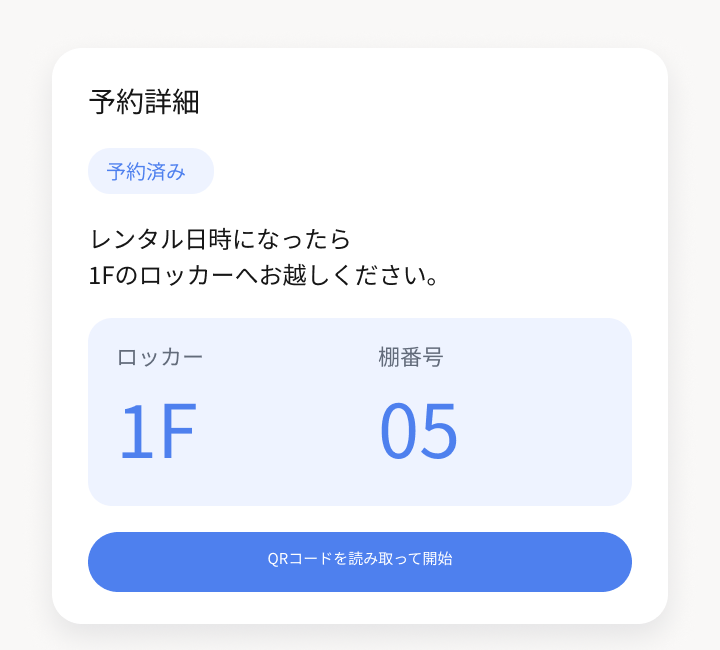 予約詳細
予約済み
レンタル日時になったら
1Fのロッカーへお越しください。
ロッカー
棚番号
1F
05
QRコードを読み取って開始